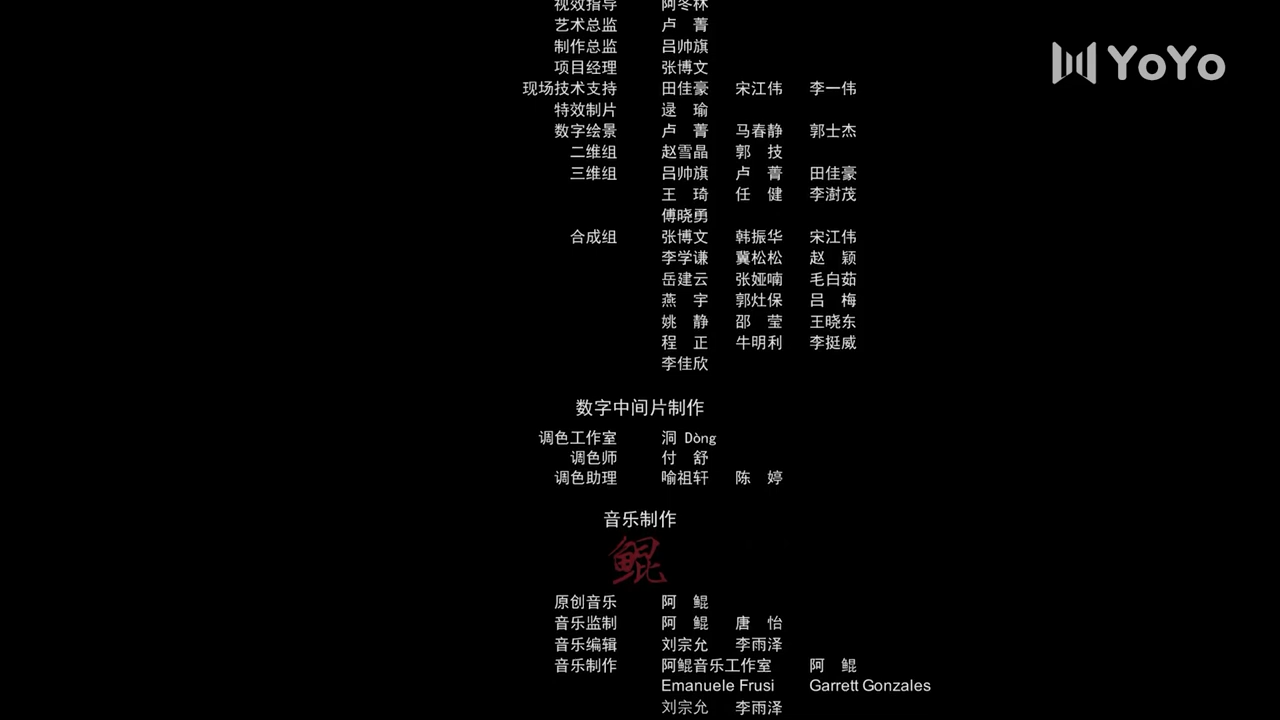 视效指导 阿冬林
艺术总监 卢 菁
YoYo
制作总监 吕帅旗
项目经理 张博文
现场技术支持 田佳豪 宋江伟 李一伟
特效制片 逯 瑜
数字绘景 卢 菁 马春静 郭士杰
二维组 赵雪晶 郭 技
三维组 吕帅旗 卢 菁 田佳豪
王 琦 任 健 李澍茂
傅晓勇
合成组 张博文 韩振华 宋江伟
李学谦 冀松松 赵 颖
岳建云 张娅喃 毛白茹
燕 宇 郭灶保 吕 梅
姚 静 邵 莹 王晓东
程 正 牛明利 李挺威
李佳欣
数字中间片制作
调色工作室 洞 Dòng
调色师 付 舒
调色助理 喻祖轩 陈 婷
音乐制作
鲲
原创音乐 阿 鲲
音乐监制 阿 鲲 唐 怡
音乐编辑 刘宗允 李雨泽
音乐制作 阿鲲音乐工作室 阿 鲲
Emanuele Frusi Garrett Gonzales
刘宗允 李雨泽